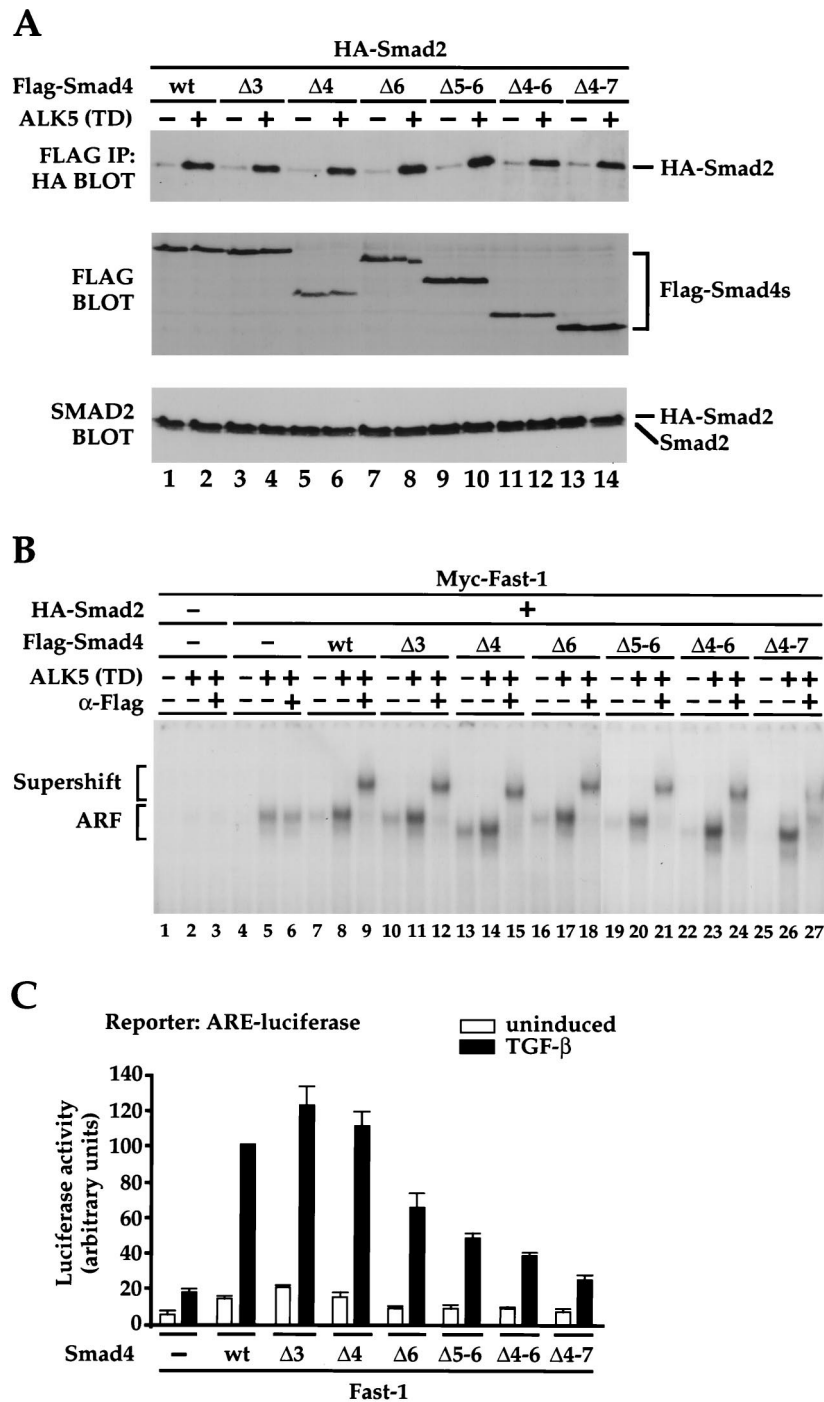 A
HA-Smad2
Flag-Smad4 wt Δ3 Δ4 Δ6 Δ5-6 Δ4-6 Δ4-7
ALK5 (TD) − + − + − + − + − + − + − +
FLAG IP:
HA BLOT
HA-Smad2
FLAG
BLOT
Flag-Smad4s
SMAD2
BLOT
HA-Smad2
Smad2
1 2 3 4 5 6 7 8 9 10 11 12 13 14
B
Myc-Fast-1
HA-Smad2 − +
Flag-Smad4 − − wt Δ3 Δ4 Δ6 Δ5-6 Δ4-6 Δ4-7
ALK5 (TD) − + + − + + − + + − + + − + + − + + − + + − + + − + +
α-Flag − − + − − + − − + − − + − − + − − + − − + − − + − − +
Supershift
ARF
1 2 3 4 5 6 7 8 9 10 11 12 13 14 15 16 17 18 19 20 21 22 23 24 25 26 27
C
Reporter: ARE-luciferase
uninduced
TGF-β
Luciferase activity
(arbitrary units)
140
120
100
80
60
40
20
0
Smad4 − wt Δ3 Δ4 Δ6 Δ5-6 Δ4-6 Δ4-7
Fast-1